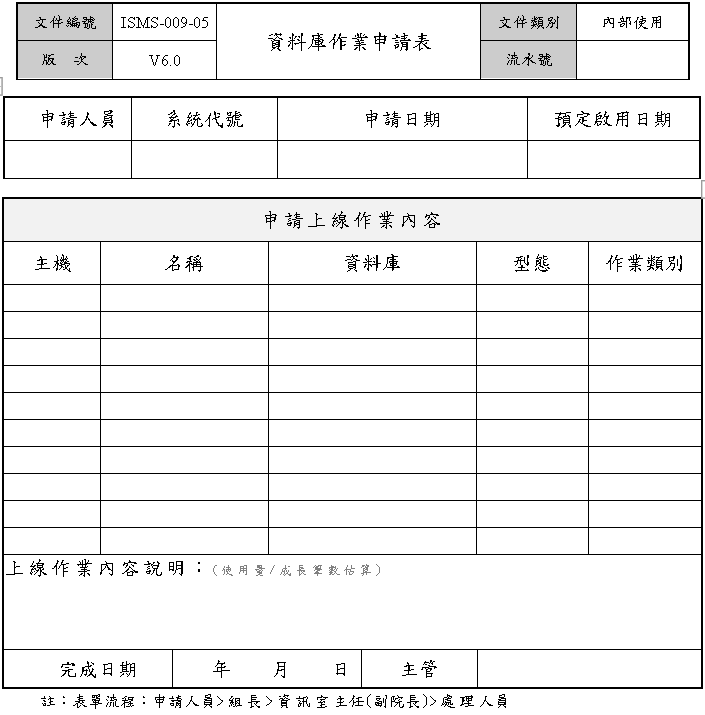 文件編號 ISMS-009-05 資料庫作業申請表 文件類別 內部使用
版 次 V6.0 流水號
申請人員 系統代號 申請日期 預定啟用日期
申請上線作業內容
主機 名稱 資料庫 型態 作業類別
上線作業內容說明：(使用量/成長筆數估算)
完成日期 年 月 日 主管
註：表單流程：申請人員>組長>資訊室主任(副院長)>處理人員